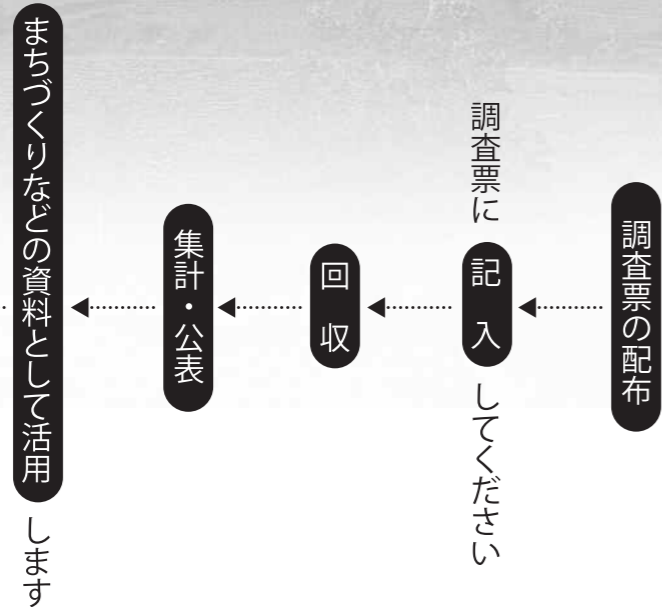 調査票の配布
調査票に 記入 してください
回収
集計・公表
まちづくりなどの資料として活用 します